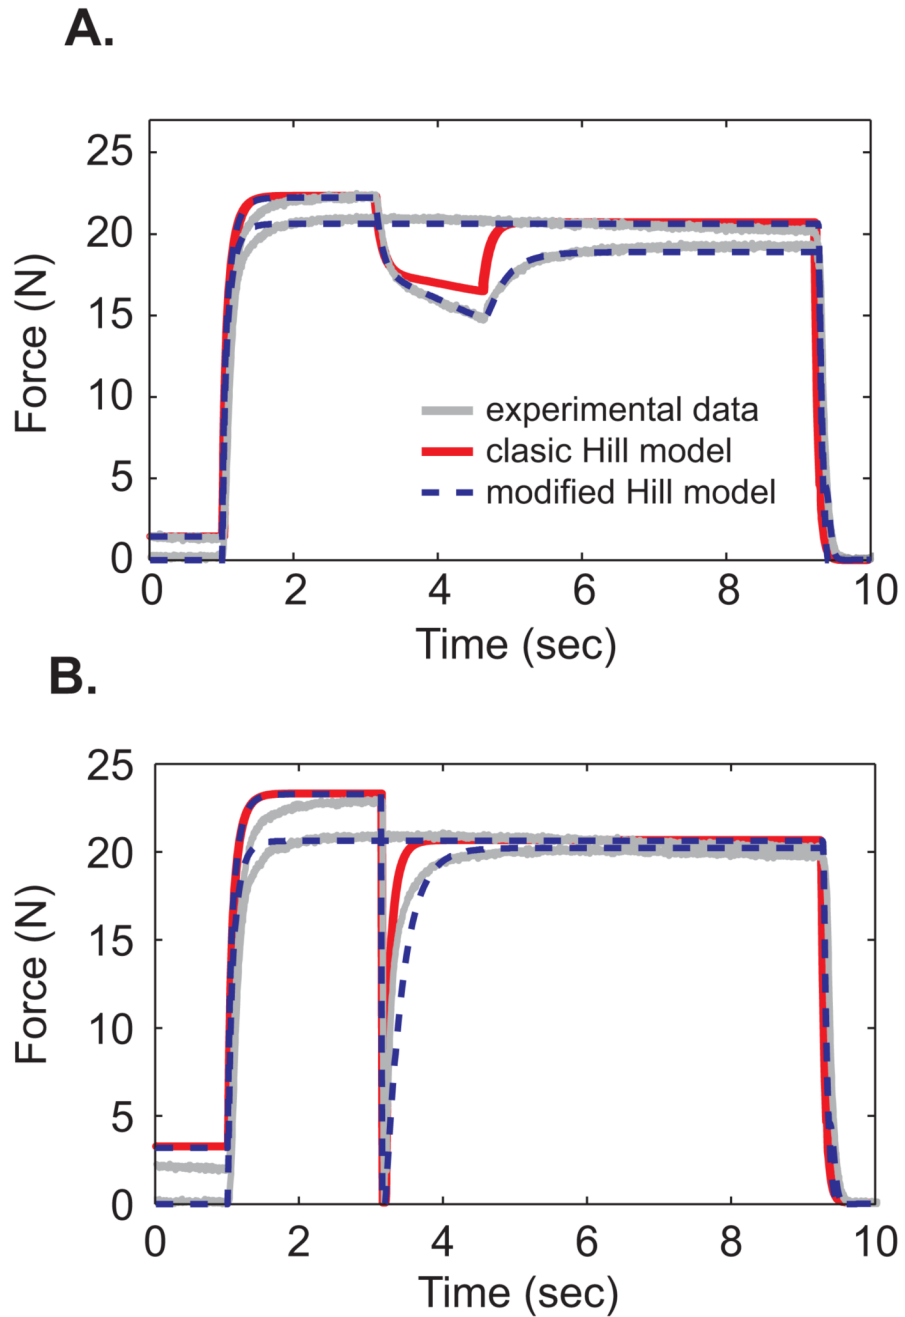 A.
25
20
15
10
5
0
Force (N)
experimental data
clasic Hill model
modified Hill model
0 2 4 6 8 10
Time (sec)
B.
25
20
15
10
5
0
Force (N)
0 2 4 6 8 10
Time (sec)